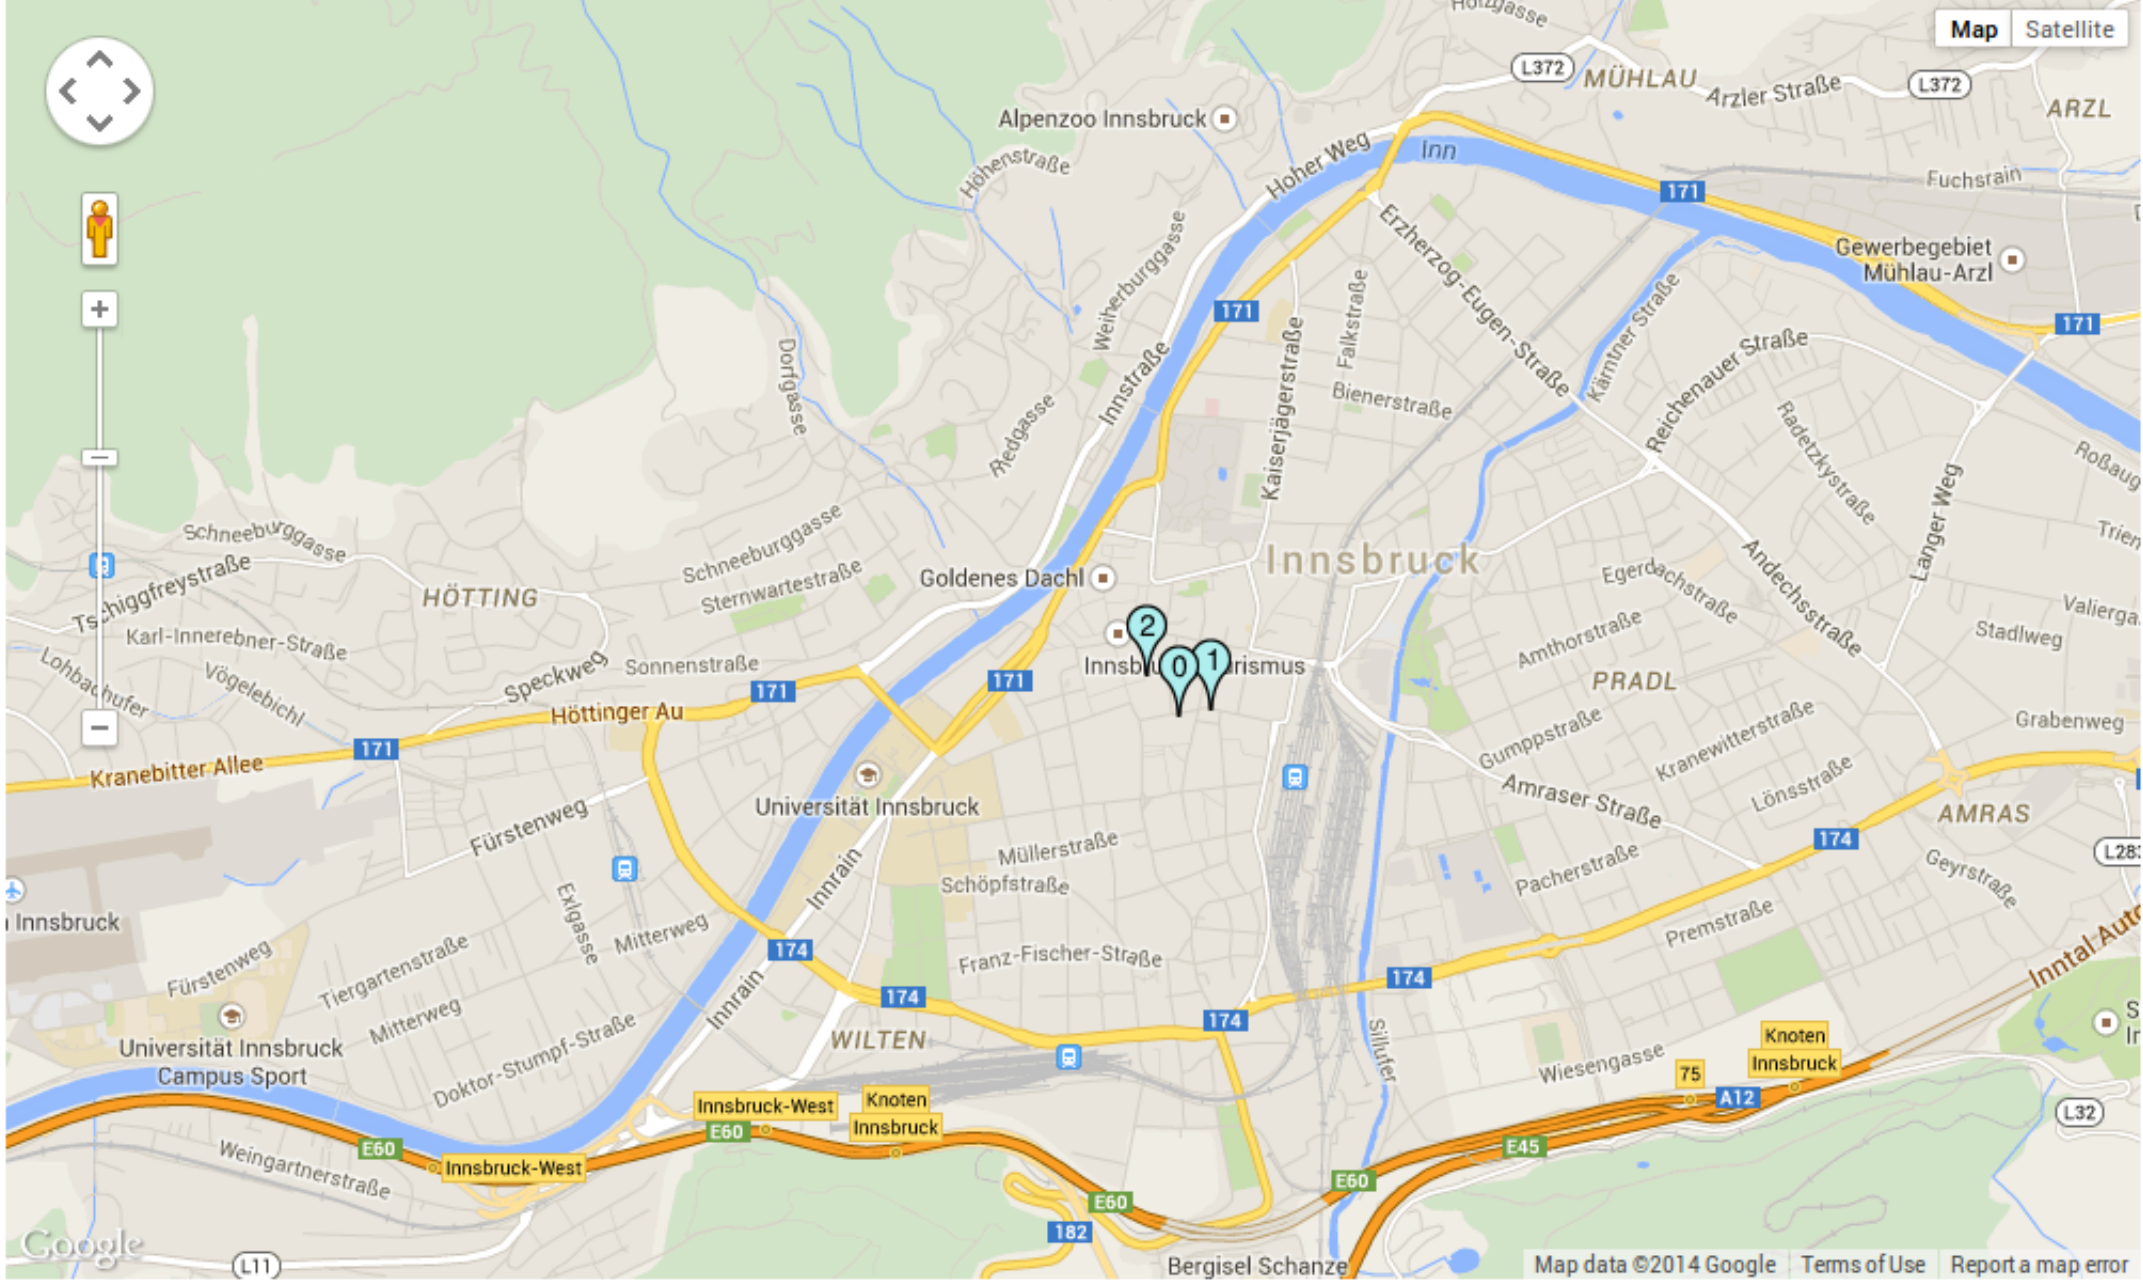 Holzgasse
Map
Satellite
L372
MÜHLAU
Arzler Straße
L372
ARZL
Alpenzoo Innsbruck
Höhenstraße
Hoher Weg
Inn
171
Fuchsrain
Erzherzog-Eugen-Straße
Weiherburggasse
Gewerbegebiet
Mühlau-Arzl
171
Falkstraße
Kärntner Straße
171
Dorfgasse
Innstraße
Kaiserjägerstraße
Bienerstraße
Reichenauer Straße
Riedgasse
Radetzkystraße
Roßaug
Schneeburggasse
Schneeburggasse
Langer Weg
Trien
Tschiggfreystraße
HÖTTING
Sternwartestraße
Goldenes Dachl
Innsbruck
Egerdachstraße
Andechsstraße
Valierga
Karl-Innerebner-Straße
2
Amthorstraße
Stadlweg
Lohbachufer
Vögelebichl
Speckweg
Sonnenstraße
Innsbru
0
1
rismus
PRADL
171
171
Höttinger Au
Gumppstraße
Kranewitterstraße
Grabenweg
171
Kranebitter Allee
Universität Innsbruck
Amraser Straße
Lönsstraße
AMRAS
Fürstenweg
Müllerstraße
174
L283
Schöpfstraße
Innrain
Pacherstraße
Geyrstraße
Innsbruck
Exlgasse
Mitterweg
174
Franz-Fischer-Straße
Premstraße
Inntal Auto
Fürstenweg
Tiergartenstraße
Innrain
174
174
174
Mitterweg
WILTEN
Sillufer
Universität Innsbruck
Campus Sport
Doktor-Stumpf-Straße
Wiesengasse
Knoten
Innsbruck
75
A12
S
In
L32
Innsbruck-West
Knoten
Innsbruck
E60
E60
Innsbruck-West
E45
Weingartnerstraße
E60
E60
182
Google
L11
Bergisel Schanze
Map data ©2014 Google
Terms of Use
Report a map error